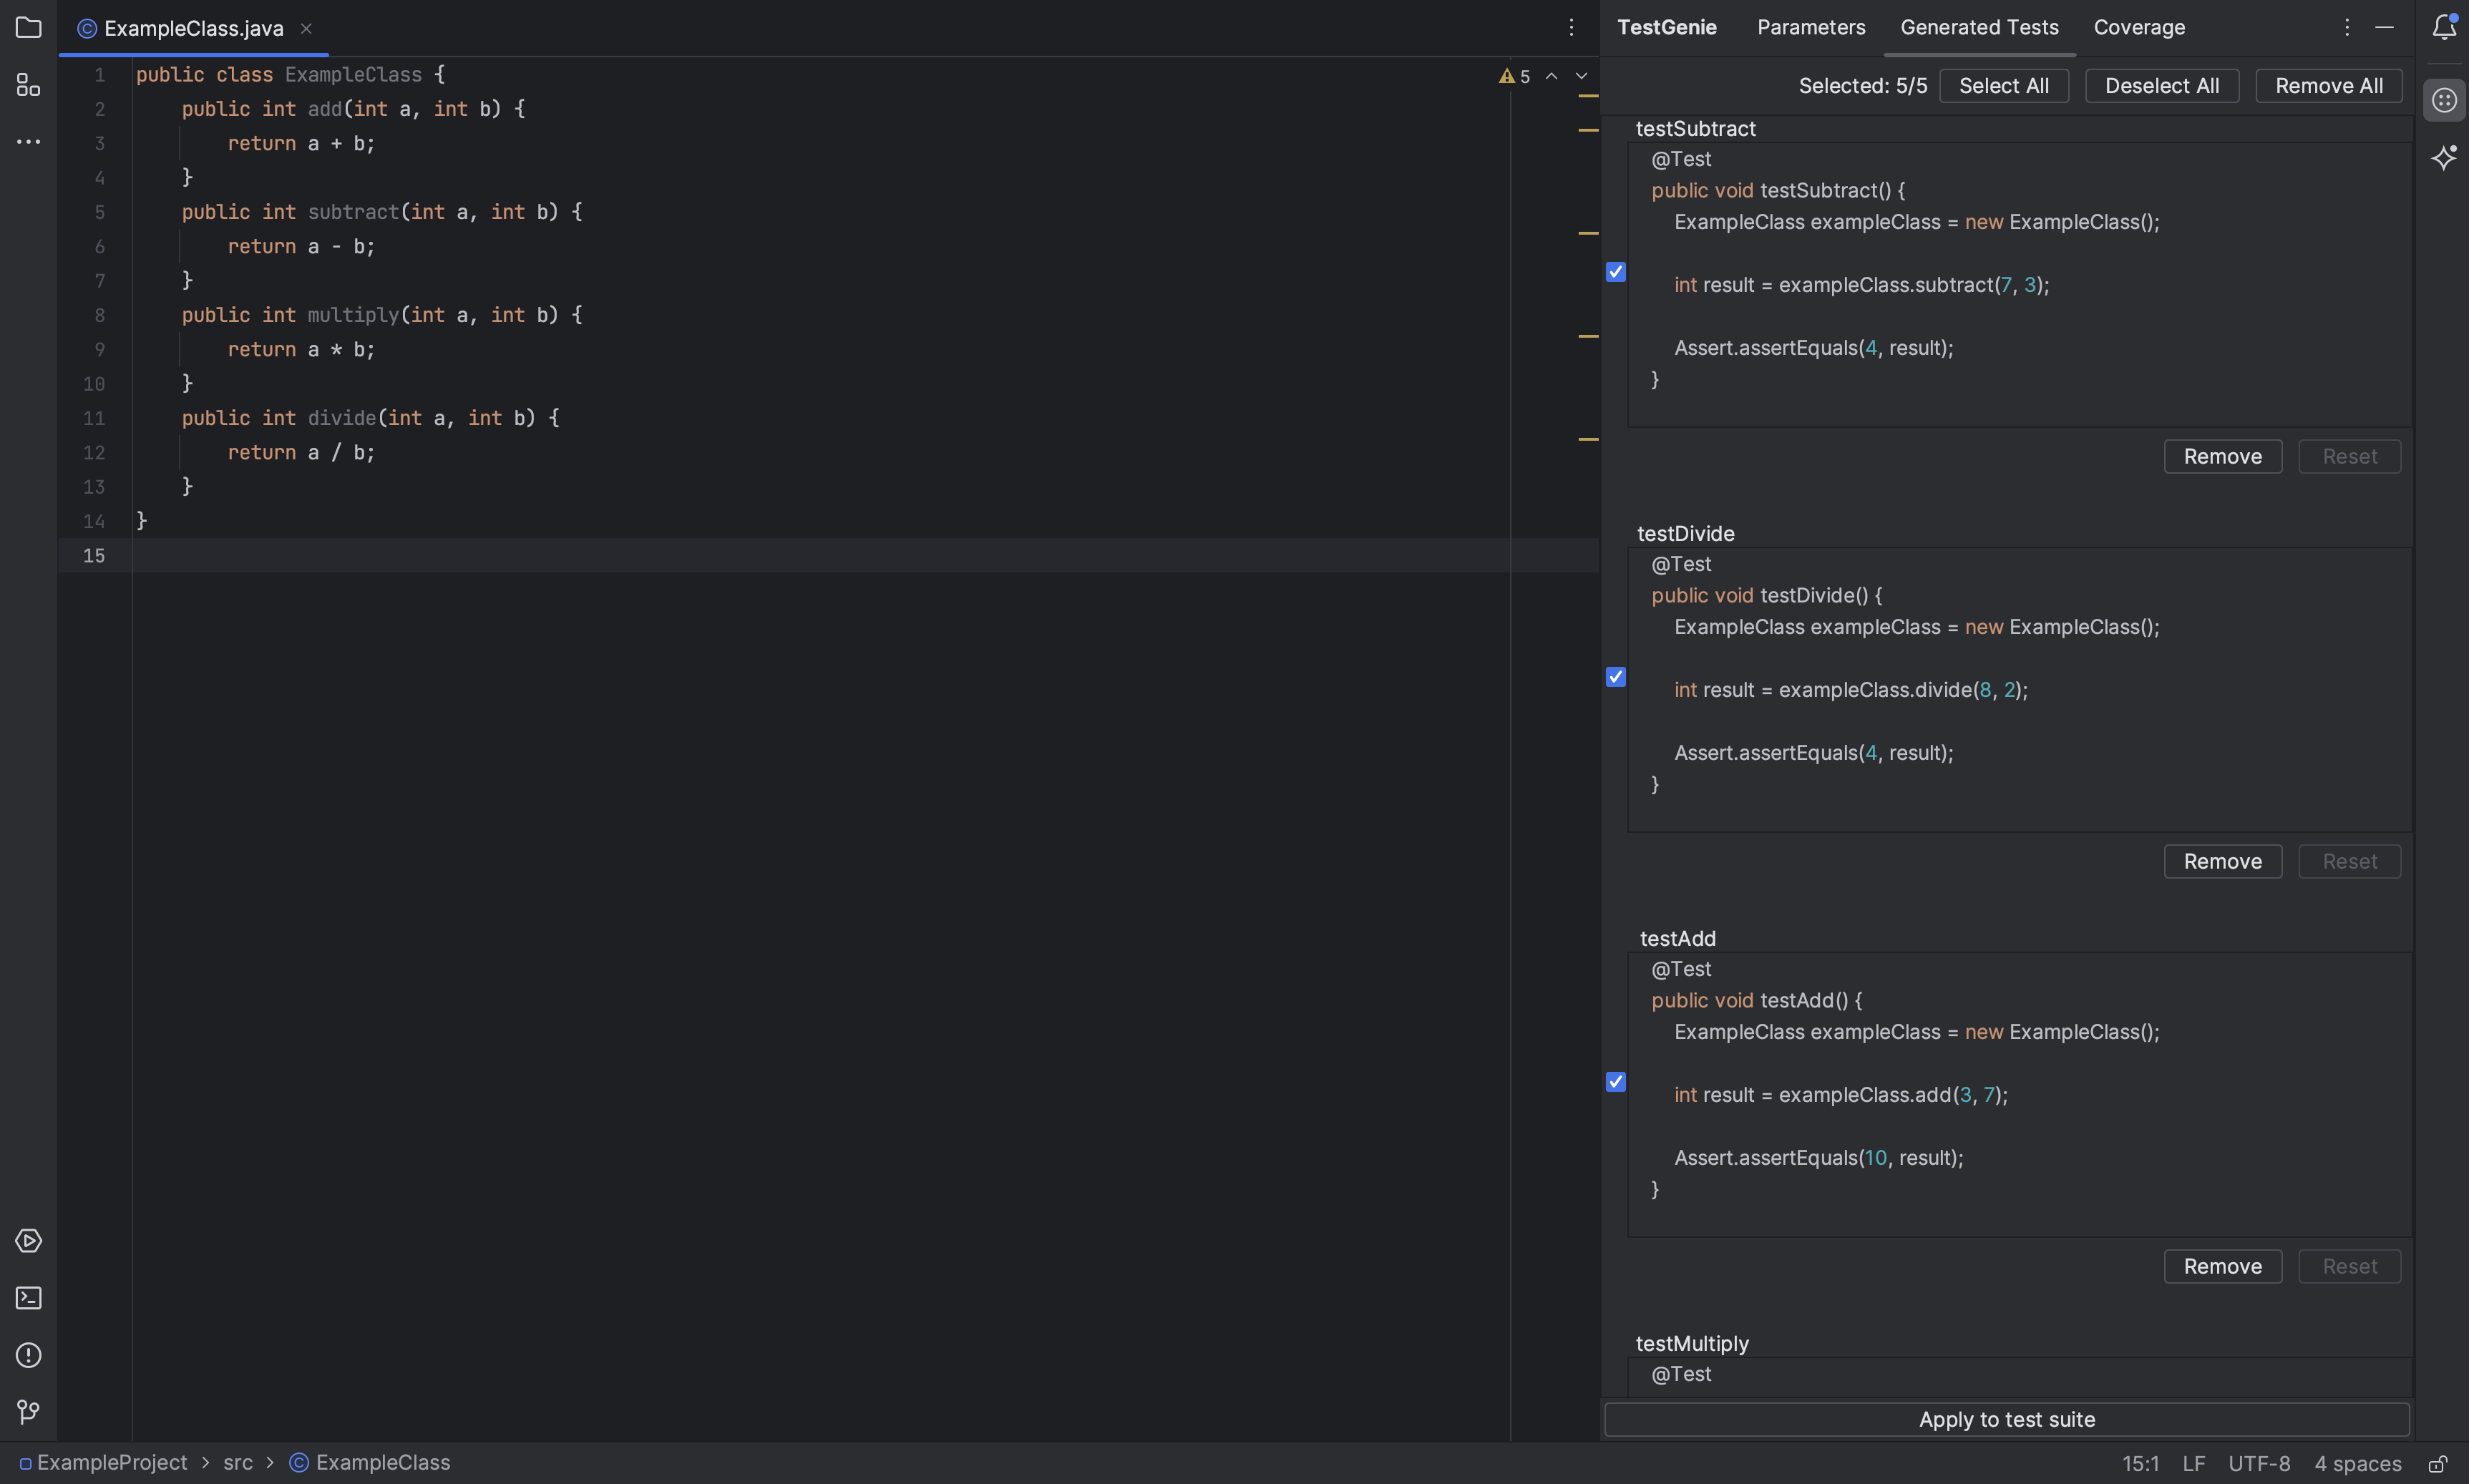 ExampleClass.java
1 public class ExampleClass {
2 public int add(int a, int b) {
3 return a + b;
4 }
5 public int subtract(int a, int b) {
6 return a - b;
7 }
8 public int multiply(int a, int b) {
9 return a * b;
10 }
11 public int divide(int a, int b) {
12 return a / b;
13 }
14 }
15
5
TestGenie Parameters Generated Tests Coverage
Selected: 5/5 Select All Deselect All Remove All
testSubtract
@Test
public void testSubtract() {
ExampleClass exampleClass = new ExampleClass();
int result = exampleClass.subtract(7, 3);
Assert.assertEquals(4, result);
}
Remove Reset
testDivide
@Test
public void testDivide() {
ExampleClass exampleClass = new ExampleClass();
int result = exampleClass.divide(8, 2);
Assert.assertEquals(4, result);
}
Remove Reset
testAdd
@Test
public void testAdd() {
ExampleClass exampleClass = new ExampleClass();
int result = exampleClass.add(3, 7);
Assert.assertEquals(10, result);
}
Remove Reset
testMultiply
@Test
Apply to test suite
ExampleProject > src > ExampleClass
15:1 LF UTF-8 4 spaces